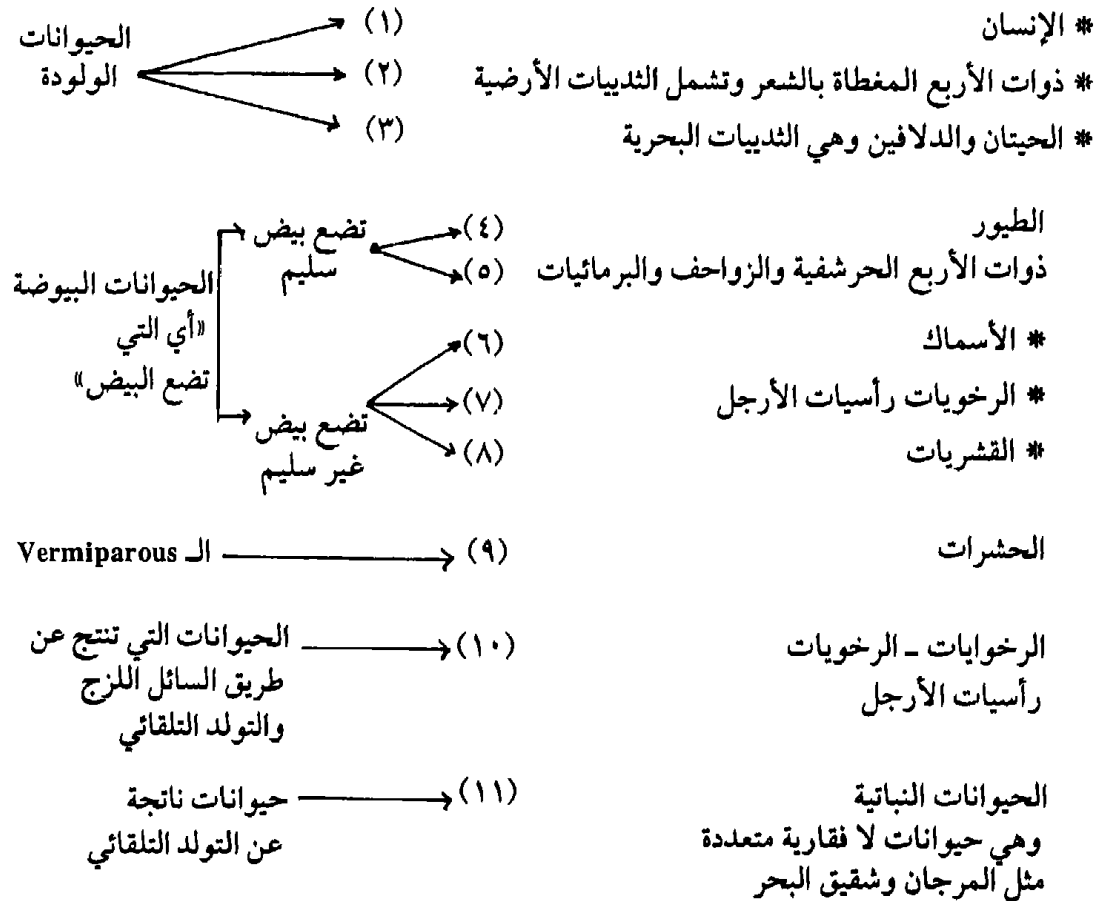 * الإنسان (١)
* ذوات الأربع المغطاة بالشعر وتشمل الثدييات الأرضية (٢)
* الحيتان والدلافين وهي الثدييات البحرية (٣)
الحيوانات
الولودة
الطيور (٤)
ذوات الأربع الحرشفية والزواحف والبرمائيات (٥)
تضع بيض
سليم
* الأسماك (٦)
* الرخويات رأسيات الأرجل (٧)
* القشريات (٨)
تضع بيض
غير سليم
الحيوانات البيوضة
«أي التي
تضع البيض»
الحشرات (٩) الـ Vermiparous
الرخوايات ـ الرخويات (١٠) الحيوانات التي تنتج عن
رأسيات الأرجل طريق السائل اللزج
والتولد التلقائي
الحيوانات النباتية (١١) حيوانات ناتجة
وهي حيوانات لا فقارية متعددة عن التولد التلقائي
مثل المرجان وشقيق البحر